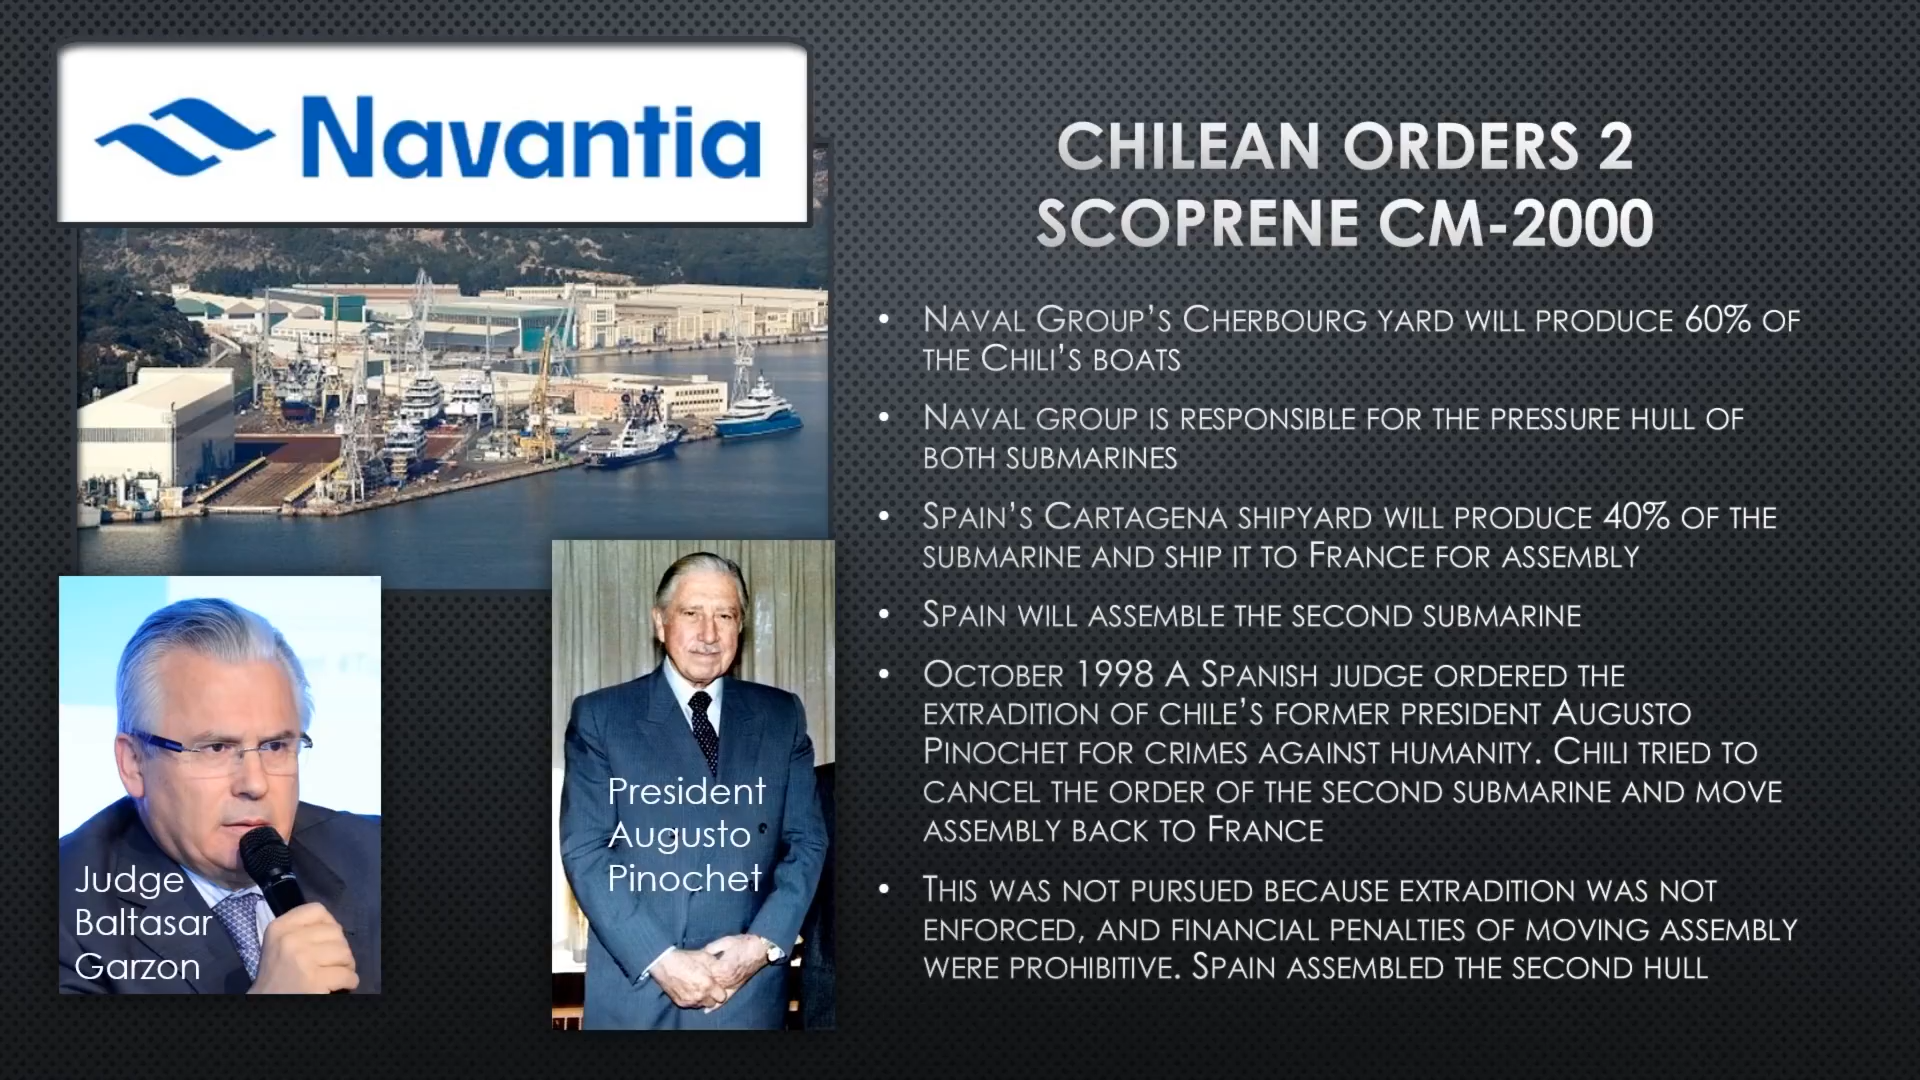 Navantia
CHILEAN ORDERS 2
SCOPRENE CM-2000
• NAVAL GROUP'S CHERBOURG YARD WILL PRODUCE 60% OF
THE CHILI'S BOATS
• NAVAL GROUP IS RESPONSIBLE FOR THE PRESSURE HULL OF
BOTH SUBMARINES
• SPAIN'S CARTAGENA SHIPYARD WILL PRODUCE 40% OF THE
SUBMARINE AND SHIP IT TO FRANCE FOR ASSEMBLY
• SPAIN WILL ASSEMBLE THE SECOND SUBMARINE
• OCTOBER 1998 A SPANISH JUDGE ORDERED THE
EXTRADITION OF CHILE'S FORMER PRESIDENT AUGUSTO
PINOCHET FOR CRIMES AGAINST HUMANITY. CHILI TRIED TO
CANCEL THE ORDER OF THE SECOND SUBMARINE AND MOVE
ASSEMBLY BACK TO FRANCE
• THIS WAS NOT PURSUED BECAUSE EXTRADITION WAS NOT
ENFORCED, AND FINANCIAL PENALTIES OF MOVING ASSEMBLY
WERE PROHIBITIVE. SPAIN ASSEMBLED THE SECOND HULL
Judge
Baltasar
Garzon
President
Augusto
Pinochet